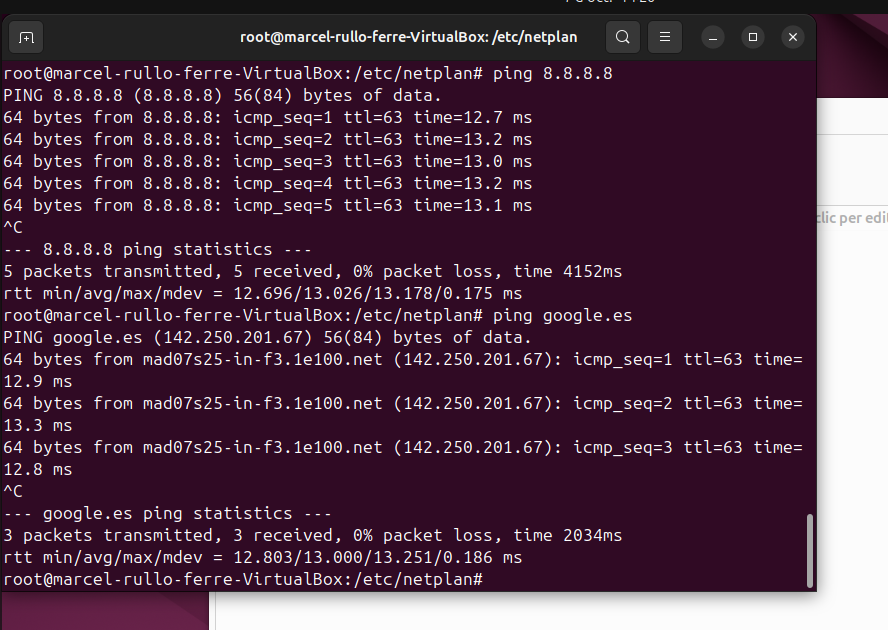 root@marcel-rullo-ferre-VirtualBox: /etc/netplan
root@marcel-rullo-ferre-VirtualBox:/etc/netplan# ping 8.8.8.8
PING 8.8.8.8 (8.8.8.8) 56(84) bytes of data.
64 bytes from 8.8.8.8: icmp_seq=1 ttl=63 time=12.7 ms
64 bytes from 8.8.8.8: icmp_seq=2 ttl=63 time=13.2 ms
64 bytes from 8.8.8.8: icmp_seq=3 ttl=63 time=13.0 ms
64 bytes from 8.8.8.8: icmp_seq=4 ttl=63 time=13.2 ms
64 bytes from 8.8.8.8: icmp_seq=5 ttl=63 time=13.1 ms
^C
--- 8.8.8.8 ping statistics ---
5 packets transmitted, 5 received, 0% packet loss, time 4152ms
rtt min/avg/max/mdev = 12.696/13.026/13.178/0.175 ms
root@marcel-rullo-ferre-VirtualBox:/etc/netplan# ping google.es
PING google.es (142.250.201.67) 56(84) bytes of data.
64 bytes from mad07s25-in-f3.1e100.net (142.250.201.67): icmp_seq=1 ttl=63 time=
12.9 ms
64 bytes from mad07s25-in-f3.1e100.net (142.250.201.67): icmp_seq=2 ttl=63 time=
13.3 ms
64 bytes from mad07s25-in-f3.1e100.net (142.250.201.67): icmp_seq=3 ttl=63 time=
12.8 ms
^C
--- google.es ping statistics ---
3 packets transmitted, 3 received, 0% packet loss, time 2034ms
rtt min/avg/max/mdev = 12.803/13.000/13.251/0.186 ms
root@marcel-rullo-ferre-VirtualBox:/etc/netplan#
clic per edi